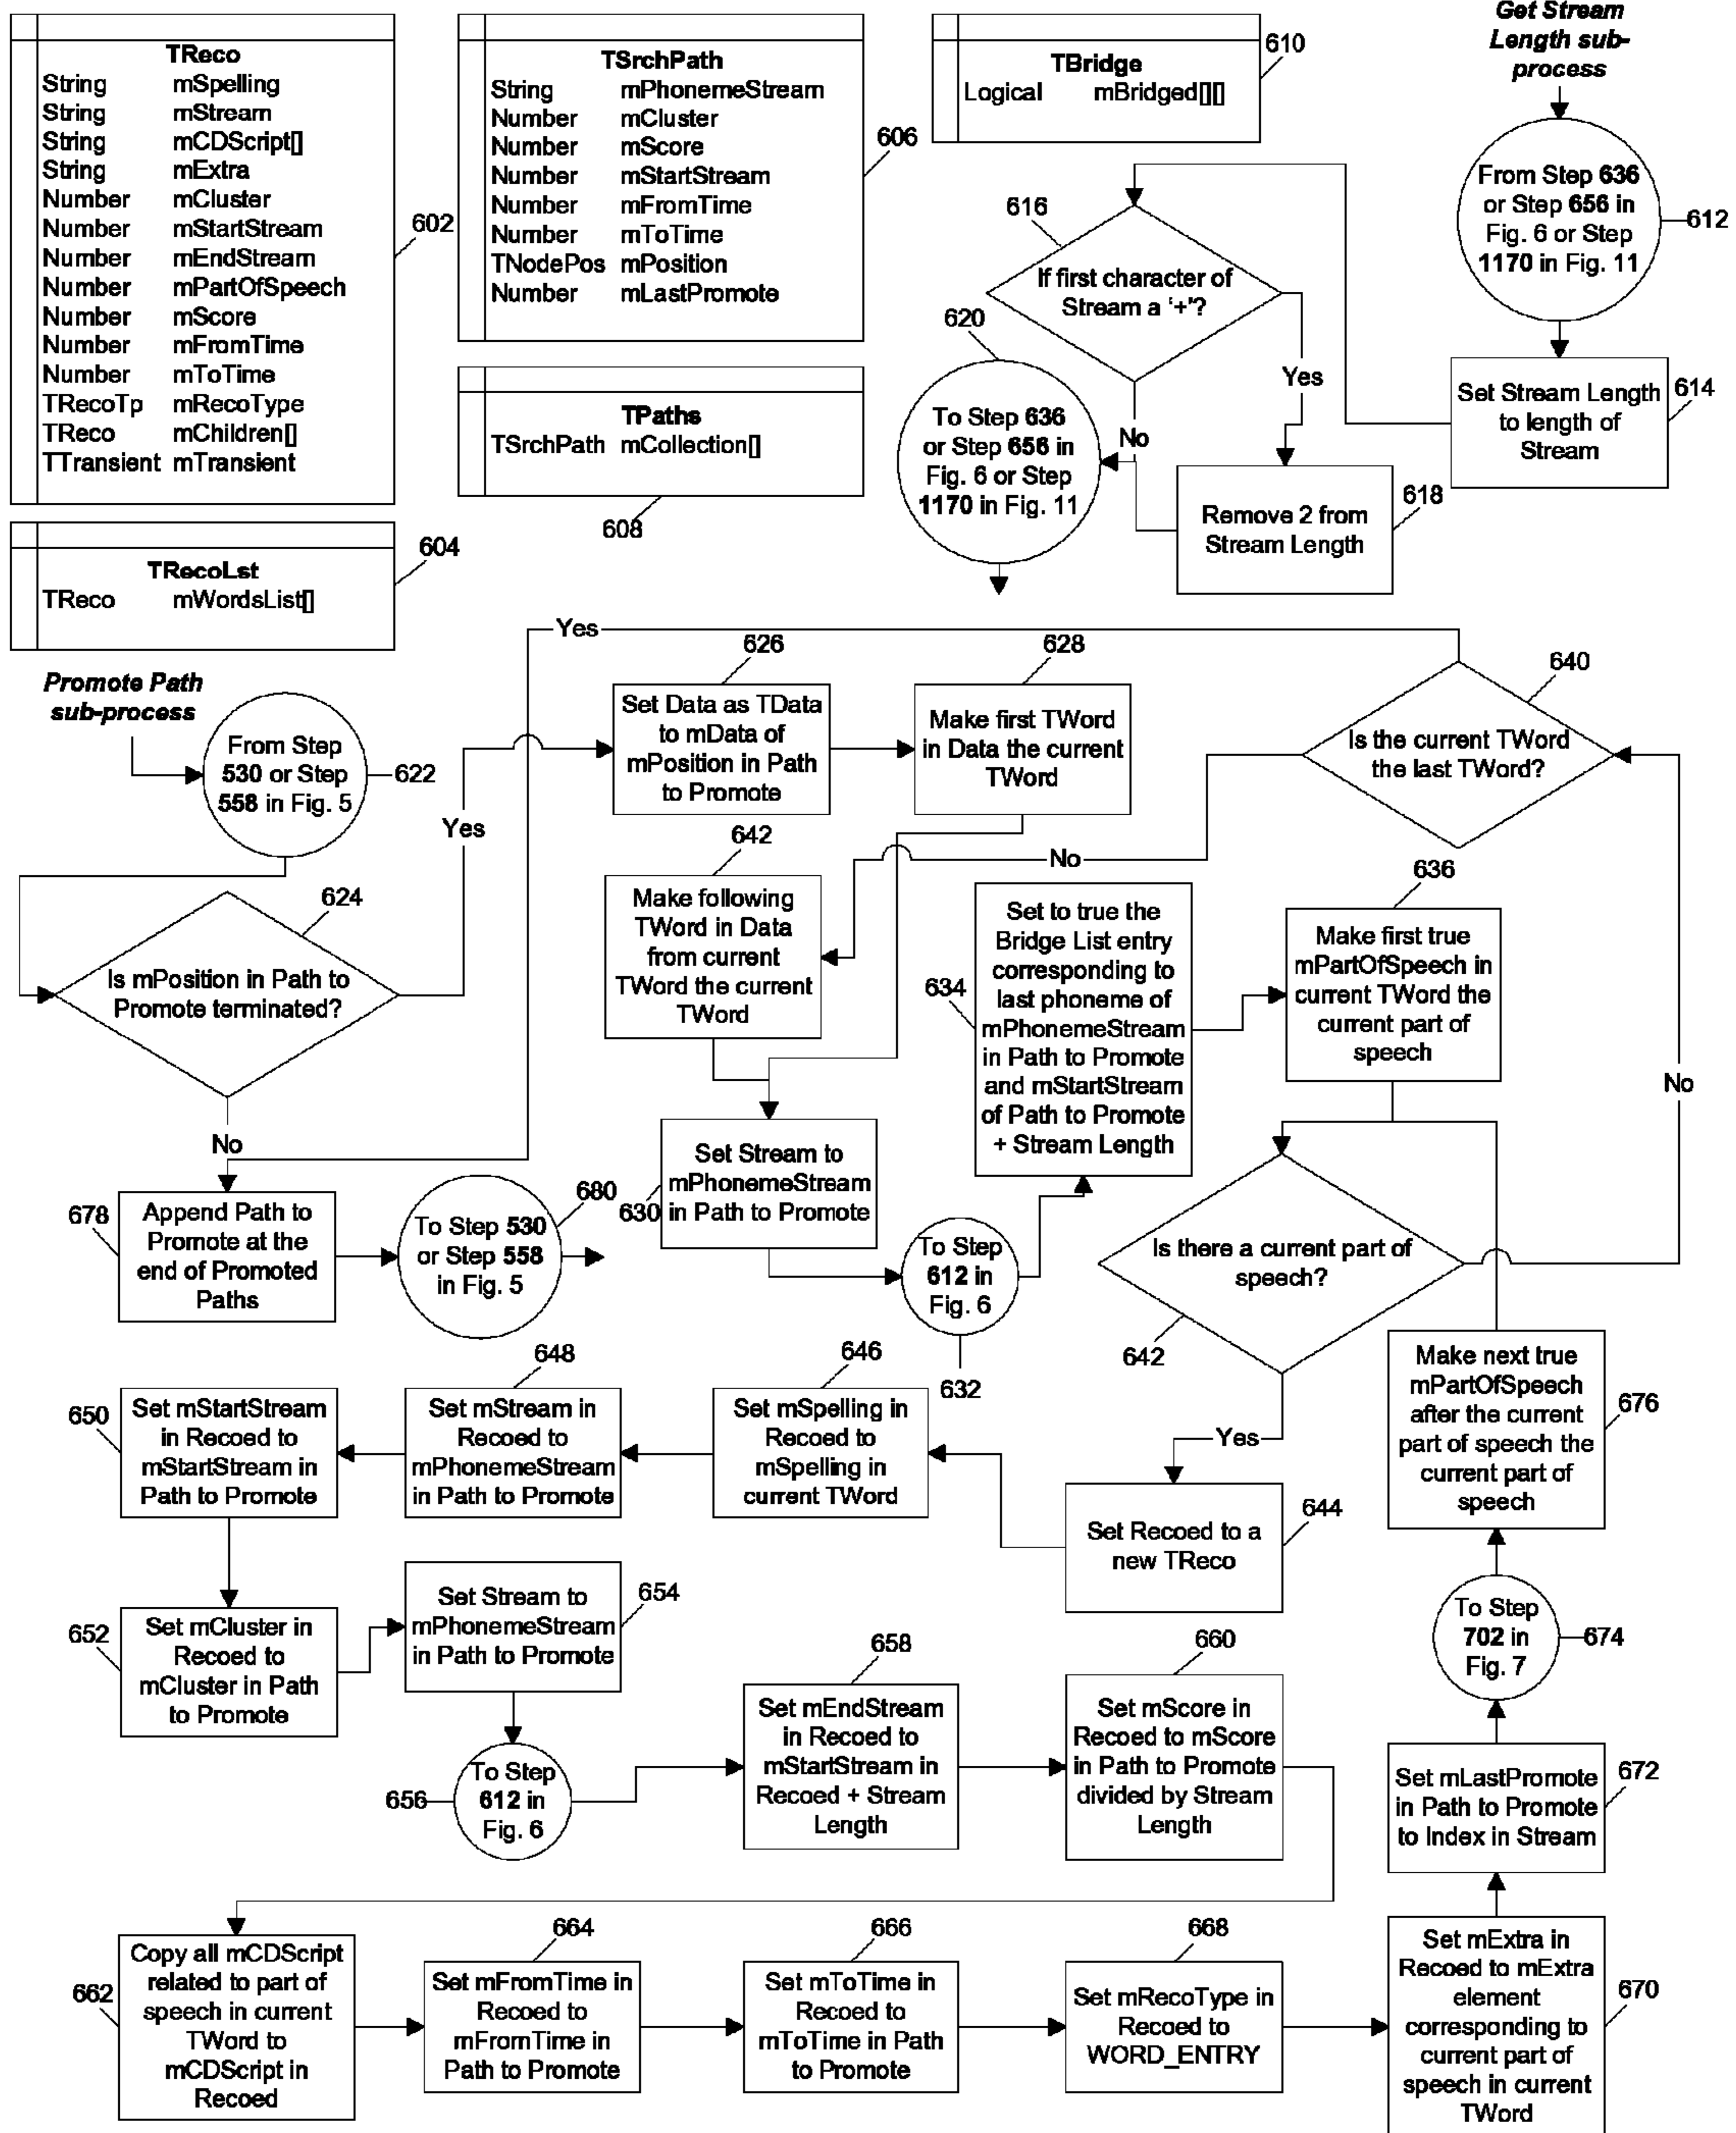 TReco
String mSpelling
String mStream
String mCDScript[]
String mExtra
Number mCluster
Number mStartStream
Number mEndStream
Number mPartOfSpeech
Number mScore
Number mFromTime
Number mToTime
TRecoTp mRecoType
TReco mChildren[]
TTransient mTransient
602
TRecoLst
TReco mWordsList[]
604
TSrchPath
String mPhonemeStream
Number mCluster
Number mScore
Number mStartStream
Number mFromTime
Number mToTime
TNodePos mPosition
Number mLastPromote
606
TPaths
TSrchPath mCollection[]
608
TBridge
Logical mBridged[][]
610
Get Stream
Length sub-
process
From Step 636
or Step 656 in
Fig. 6 or Step
1170 in Fig. 11
612
Set Stream Length
to length of
Stream
614
616
If first character of
Stream a '+'?
Yes
No
Remove 2 from
Stream Length
618
620
To Step 636
or Step 656 in
Fig. 6 or Step
1170 in Fig. 11
Promote Path
sub-process
From Step
530 or Step
558 in Fig. 5
622
624
Is mPosition in Path to
Promote terminated?
Yes
No
626
Set Data as TData
to mData of
mPosition in Path
to Promote
628
Make first TWord
in Data the current
TWord
Yes
640
Is the current TWord
the last TWord?
No
642
Make following
TWord in Data
from current
TWord the current
TWord
630
Set Stream to
mPhonemeStream
in Path to Promote
To Step
612 in
Fig. 6
632
634
Set to true the
Bridge List entry
corresponding to
last phoneme of
mPhonemeStream
in Path to Promote
and mStartStream
of Path to Promote
+ Stream Length
636
Make first true
mPartOfSpeech in
current TWord the
current part of
speech
No
Is there a current part of
speech?
642
Yes
678
Append Path to
Promote at the
end of Promoted
Paths
680
To Step 530
or Step 558
in Fig. 5
644
Set Recoed to a
new TReco
646
Set mSpelling in
Recoed to
mSpelling in
current TWord
648
Set mStream in
Recoed to
mPhonemeStream
in Path to Promote
650
Set mStartStream
in Recoed to
mStartStream in
Path to Promote
652
Set mCluster in
Recoed to
mCluster in Path
to Promote
654
Set Stream to
mPhonemeStream
in Path to Promote
656
To Step
612 in
Fig. 6
658
Set mEndStream
in Recoed to
mStartStream in
Recoed + Stream
Length
660
Set mScore in
Recoed to mScore
in Path to Promote
divided by Stream
Length
662
Copy all mCDScript
related to part of
speech in current
TWord to
mCDScript in
Recoed
664
Set mFromTime in
Recoed to
mFromTime in
Path to Promote
666
Set mToTime in
Recoed to
mToTime in Path
to Promote
668
Set mRecoType in
Recoed to
WORD_ENTRY
Set mExtra in
Recoed to mExtra
element
corresponding to
current part of
speech in current
TWord
670
Set mLastPromote
in Path to Promote
to Index in Stream
672
To Step
702 in
Fig. 7
674
Make next true
mPartOfSpeech
after the current
part of speech the
current part of
speech
676